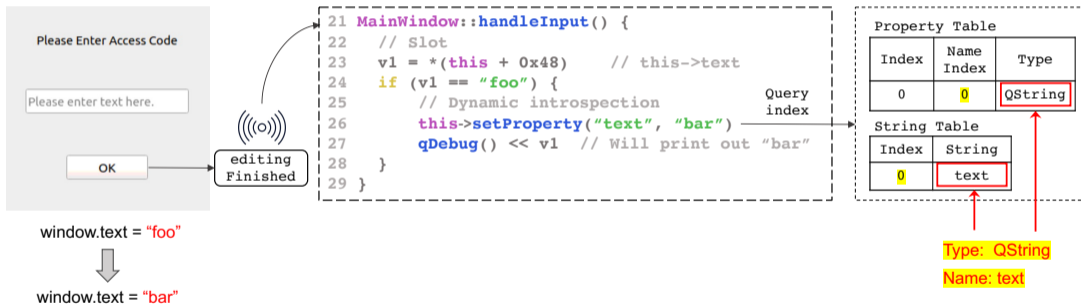 Please Enter Access Code
Please enter text here.
OK
editing
Finished
window.text = “foo”
window.text = “bar”
21 MainWindow::handleInput() {
22 // Slot
23 v1 = *(this + 0x48) // this->text
24 if (v1 == “foo”) {
25 // Dynamic introspection
26 this->setProperty(“text”, “bar”)
27 qDebug() << v1 // Will print out “bar”
28 }
29 }
Query
index
Property Table
Index Name Index Type
0 0 QString
String Table
Index String
0 text
Type: QString
Name: text